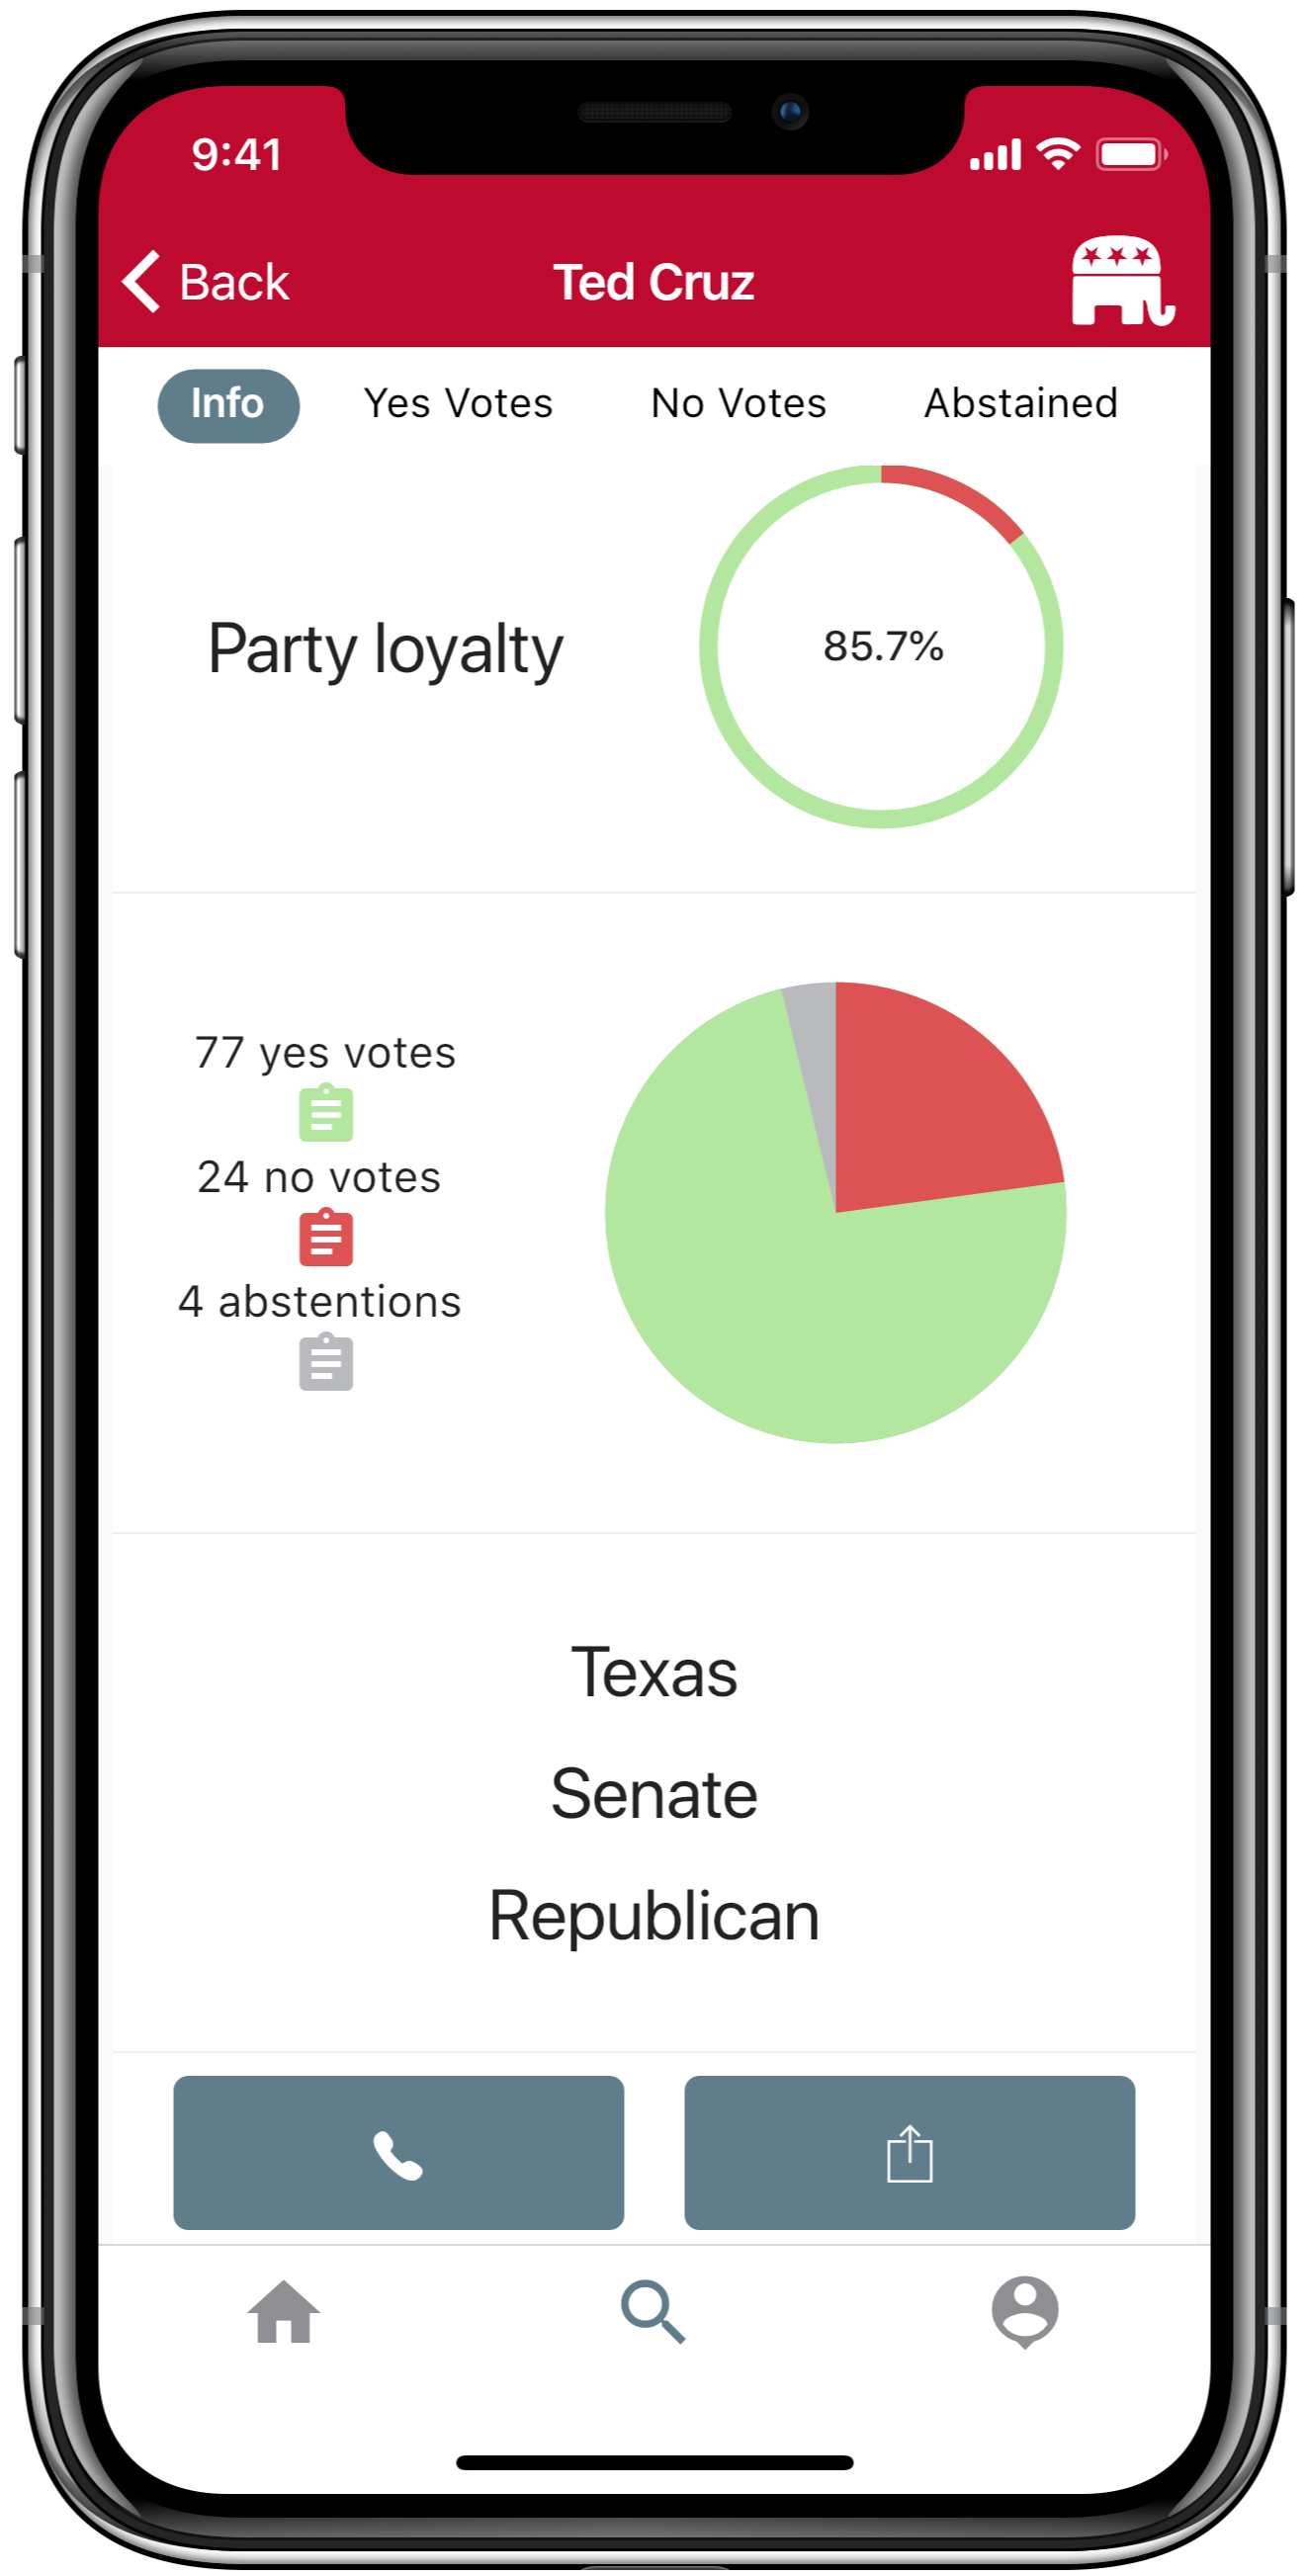 9:41
Back
Ted Cruz
Info
Yes Votes
No Votes
Abstained
Party loyalty
85.7%
77 yes votes
24 no votes
4 abstentions
Texas
Senate
Republican